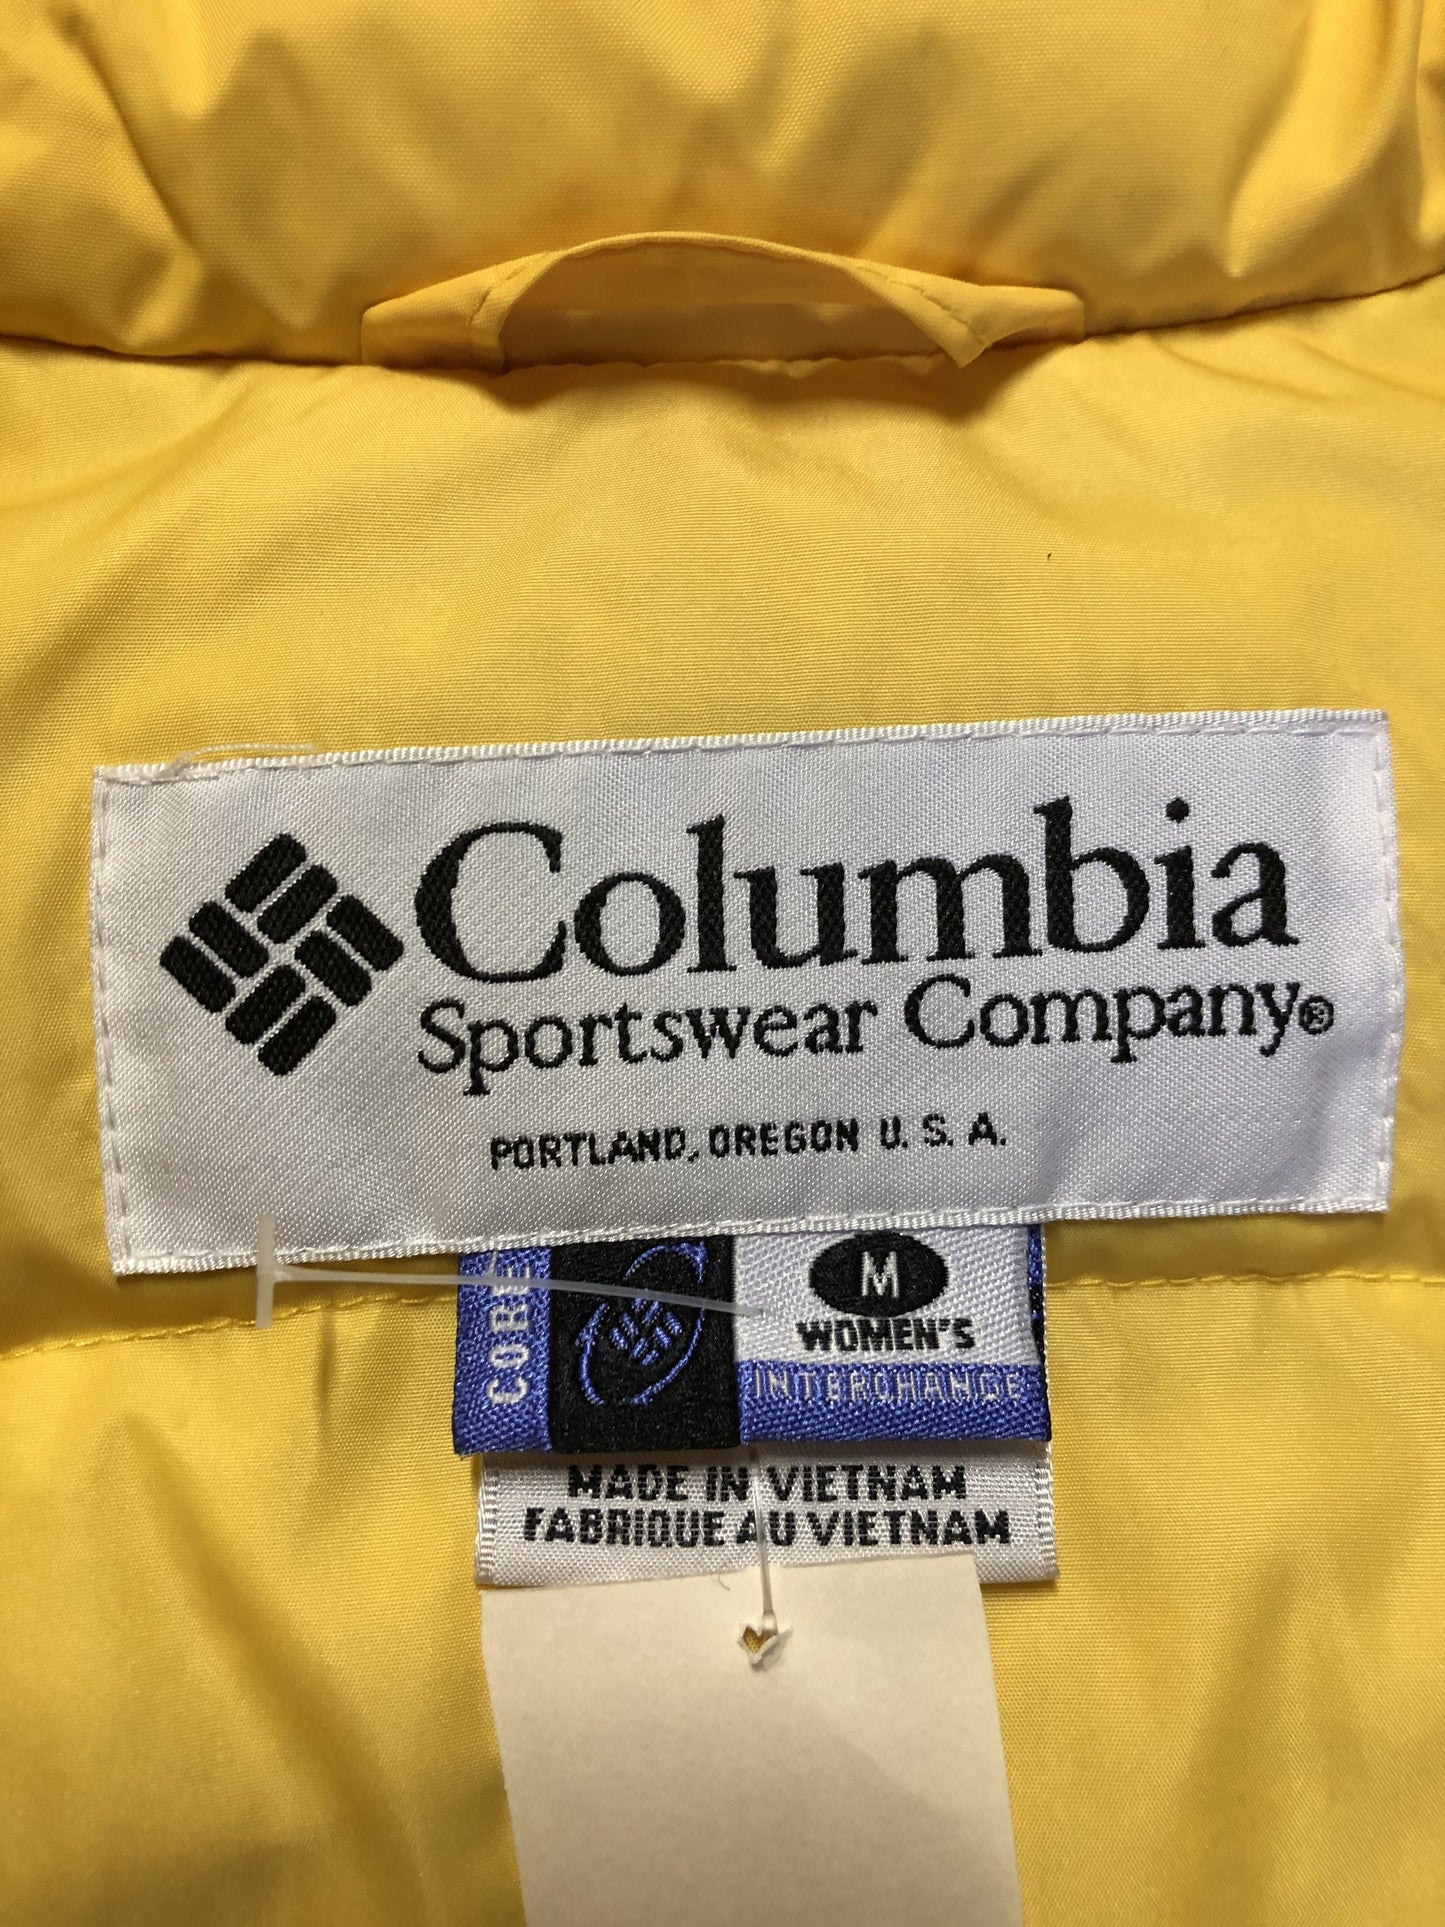 Columbia
Sportswear Company®
PORTLAND, OREGON U.S.A.
CORE
M
WOMEN'S
INTERCHANGE
MADE IN VIETNAM
FABRIQUE AU VIETNAM